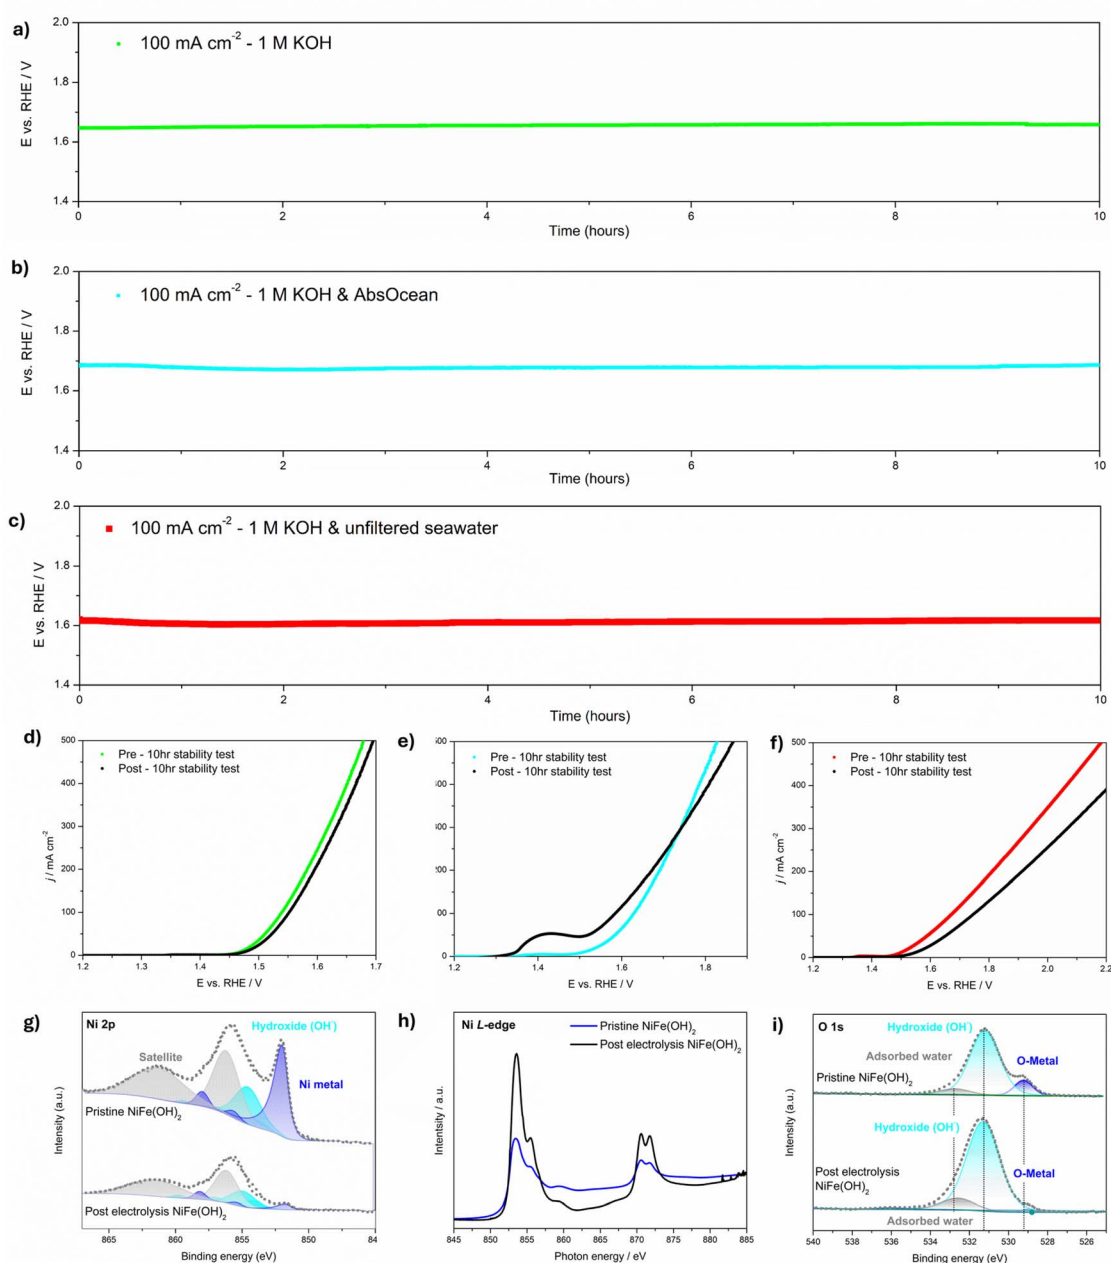 a)
100 mA cm⁻² - 1 M KOH
E vs. RHE / V
2.0
1.8
1.6
1.4
0 2 4 6 8 10
Time (hours)
b)
100 mA cm⁻² - 1 M KOH & AbsOcean
E vs. RHE / V
2.0
1.8
1.6
1.4
0 2 4 6 8 10
Time (hours)
c)
100 mA cm⁻² - 1 M KOH & unfiltered seawater
E vs. RHE / V
2.0
1.8
1.6
1.4
0 2 4 6 8 10
Time (hours)
d)
Pre - 10hr stability test
Post - 10hr stability test
j / mA cm⁻²
500
400
300
200
100
0
1.2 1.3 1.4 1.5 1.6 1.7
E vs. RHE / V
e)
Pre - 10hr stability test
Post - 10hr stability test
00
0
1.2 1.4 1.6 1.8
E vs. RHE / V
f)
Pre - 10hr stability test
Post - 10hr stability test
j / mA cm⁻²
500
400
300
200
100
0
1.2 1.4 1.6 1.8 2.0 2.2
E vs. RHE / V
g)
Ni 2p
Hydroxide (OH⁻)
Satellite
Ni metal
Pristine NiFe(OH)₂
Post electrolysis NiFe(OH)₂
Intensity (a.u.)
865 860 855 850 84
Binding energy (eV)
h)
Ni L-edge
Pristine NiFe(OH)₂
Post electrolysis NiFe(OH)₂
Intentsity / a.u.
845 850 855 860 865 870 875 880 885
Photon energy / eV
i)
O 1s
Hydroxide (OH⁻)
Adsorbed water
O-Metal
Pristine NiFe(OH)₂
Hydroxide (OH⁻)
O-Metal
Post electrolysis
NiFe(OH)₂
Adsorbed water
Intensity (a.u.)
540 538 536 534 532 530 528 526
Binding energy (eV)